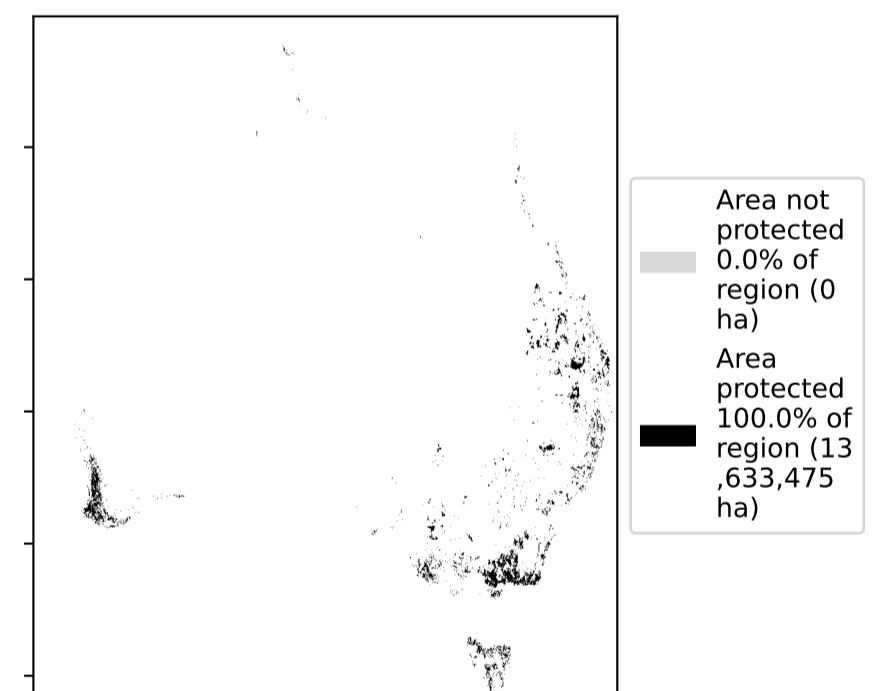 Area not
protected
0.0% of
region (0
ha)
Area
protected
100.0% of
region (13
,633,475
ha)